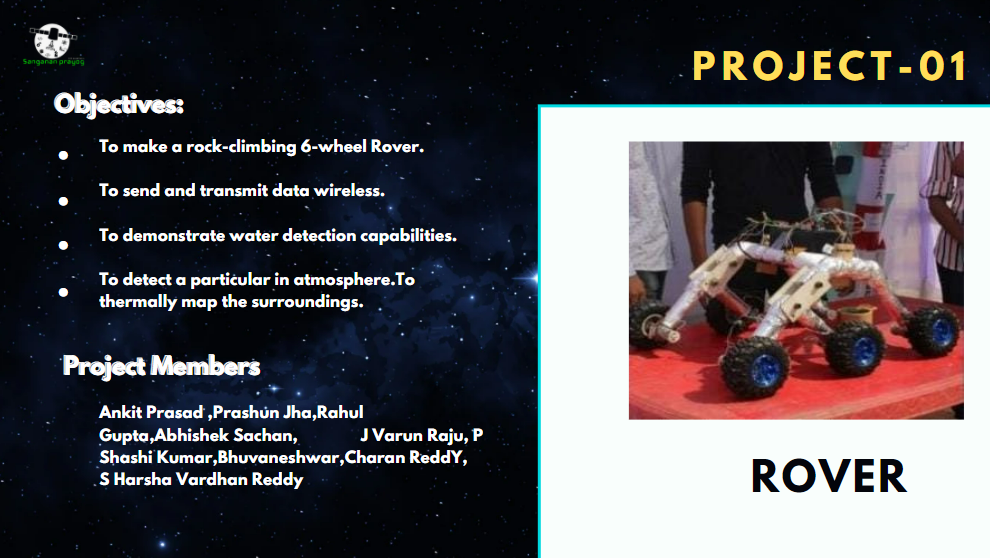 Sanganan prayog
PROJECT-01
Objectives:
To make a rock-climbing 6-wheel Rover.
To send and transmit data wireless.
To demonstrate water detection capabilities.
To detect a particular in atmosphere.To
thermally map the surroundings.
Project Members
Ankit Prasad ,Prashun Jha,Rahul
Gupta,Abhishek Sachan, J Varun Raju, P
Shashi Kumar,Bhuvaneshwar,Charan ReddY,
S Harsha Vardhan Reddy
ROVER